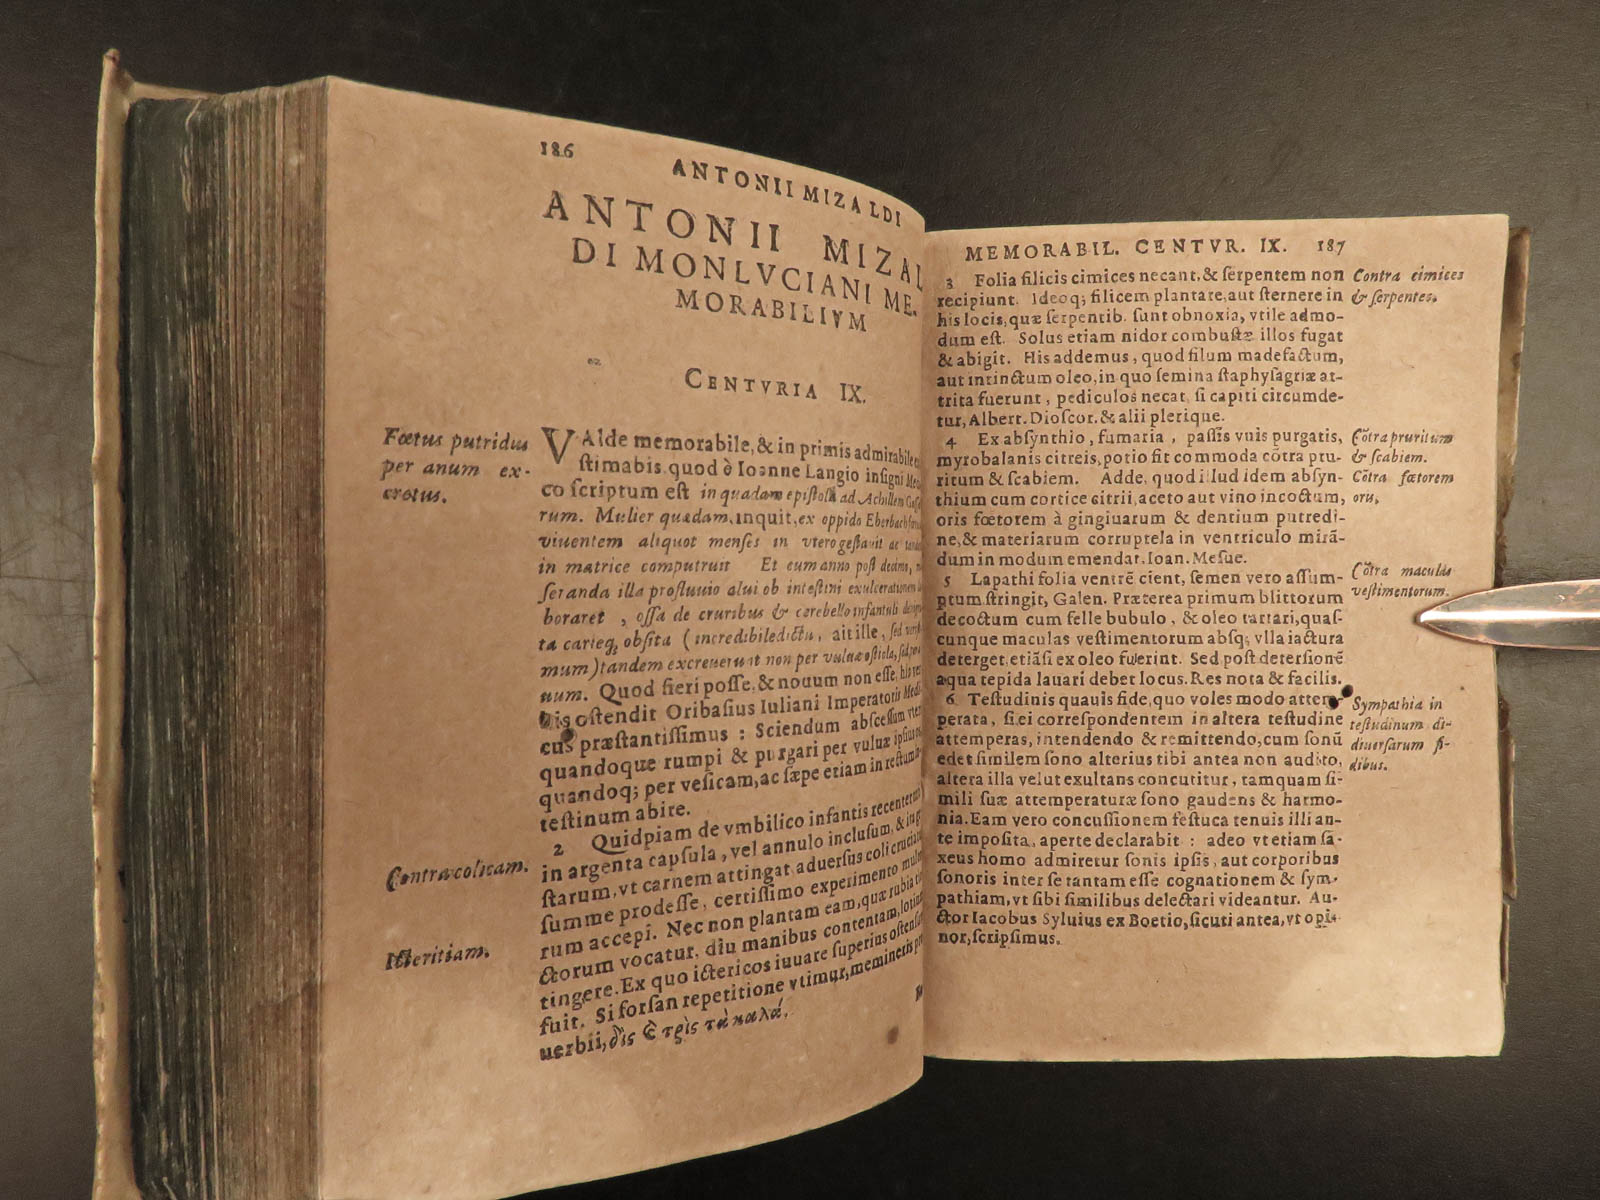 186
ANTONII MIZALDI
ANTONII MIZAL
DI MONLVCIANI ME.
MORABILIVM
CENTVRIA IX.
Fœtus putridus
per anum ex-
cretus.
VAlde memorabile, & in primis admirabile
ſtimabis quod è Ioanne Langio inſigni
co ſcriptum eſt in quadam epiſtola ad Achillem
rum. Mulier quædam, inquit, ex oppido Eberbach
viuentem aliquot menſes in vtero geſtauit ac
in matrice computruit Et eum anno poſt decimo,
ſeranda illa profluuio alui ob inteſtini exulcerationem
boraret , oſſa de cruribus & cerebello infantuli
ta carieq; obſita ( incredibile dictu, ait ille,
mum) tandem excreuerunt non per vuluæ oſtiola,
num. Quod fieri poſſe, & nouum non eſſe, his
bis oſtendit Oribaſius Iuliani Imperatoris
cus præſtantiſſimus : Sciendum abſceſſum
quandoque rumpi & purgari per vuluæ
quandoq; per veſicam, ac ſæpe etiam in
teſtinum abire.
Contra colicam.
2 Quidpiam de vmbilico infantis
in argenta capſula, vel annulo incluſum, &
ſtarum, vt carnem attingat aduerſus coli
ſumme prodeſſe, certiſſimo experimento
rum accepi. Nec non plantam eam, quæ rubia
ctorum vocatur, diu manibus contentam,
Icteritiam.
tingere. Ex quo ictericos iuuare ſuperius
fuit. Si forſan repetitione vtimur, memineris
uerbii, δὶς ἢ τρὶς τὰ καλά.
MEMORABIL. CENTVR. IX. 187
3 Folia filicis cimices necant, & ſerpentem non
recipiunt. Ideoq; filicem plantare, aut ſternere in
his locis, quæ ſerpentib. ſunt obnoxia, vtile admo-
dum eſt. Solus etiam nidor combuſtæ illos fugat
& abigit. His addemus, quod filum madefactum,
aut intinctum oleo, in quo ſemina ſtaphyſagriæ at-
trita fuerunt, pediculos necat, ſi capiti circumde-
tur, Albert. Dioſcor. & alii plerique.
Contra cimices
& ſerpentes.
4 Ex abſynthio, fumaria, paſſis vuis purgatis,
myrobalanis citreis, potio fit commoda cõtra pru-
ritum & ſcabiem. Adde, quod illud idem abſyn-
thium cum cortice citrii, aceto aut vino incoctum,
oris fœtorem à gingiuarum & dentium putredi-
ne, & materiarum corruptela in ventriculo mirã-
dum in modum emendat. Ioan. Meſue.
Cõtra pruritum
& ſcabiem.
Cõtra fœtorem
oris,
5 Lapathi folia ventrẽ cient, ſemen vero aſſum-
ptum ſtringit, Galen. Præterea primum blittorum
decoctum cum felle bubulo, & oleo tartari, quaſ-
cunque maculas veſtimentorum abſq; vlla iactura
deterget, etiãſi ex oleo fuerint. Sed poſt deterſionẽ
aqua tepida lauari debet locus. Res nota & facilis.
Cõtra maculas
veſtimentorum.
6 Teſtudinis quauis fide, quo voles modo attem-
perata, ſi ei correſpondentem in altera teſtudine
attemperas, intendendo & remittendo, cum ſonũ
edet ſimilem ſono alterius tibi antea non audito,
altera illa velut exultans concutitur, tamquam ſi-
mili ſuæ attemperaturæ ſono gaudens & harmo-
nia. Eam vero concuſſionem feſtuca tenuis illi an-
te impoſita, aperte declarabit : adeo vt etiam ſã-
xeus homo admiretur ſonis ipſis, aut corporibus
ſonoris inter ſe tantam eſſe cognationem & ſym-
pathiam, vt ſibi ſimilibus delectari videantur. Au-
ctor Iacobus Syluius ex Boetio, ſicuti antea, vt opi-
nor, ſcripſimus.
Sympathia in
teſtudinum di-
diuerſarum fi-
dibus.